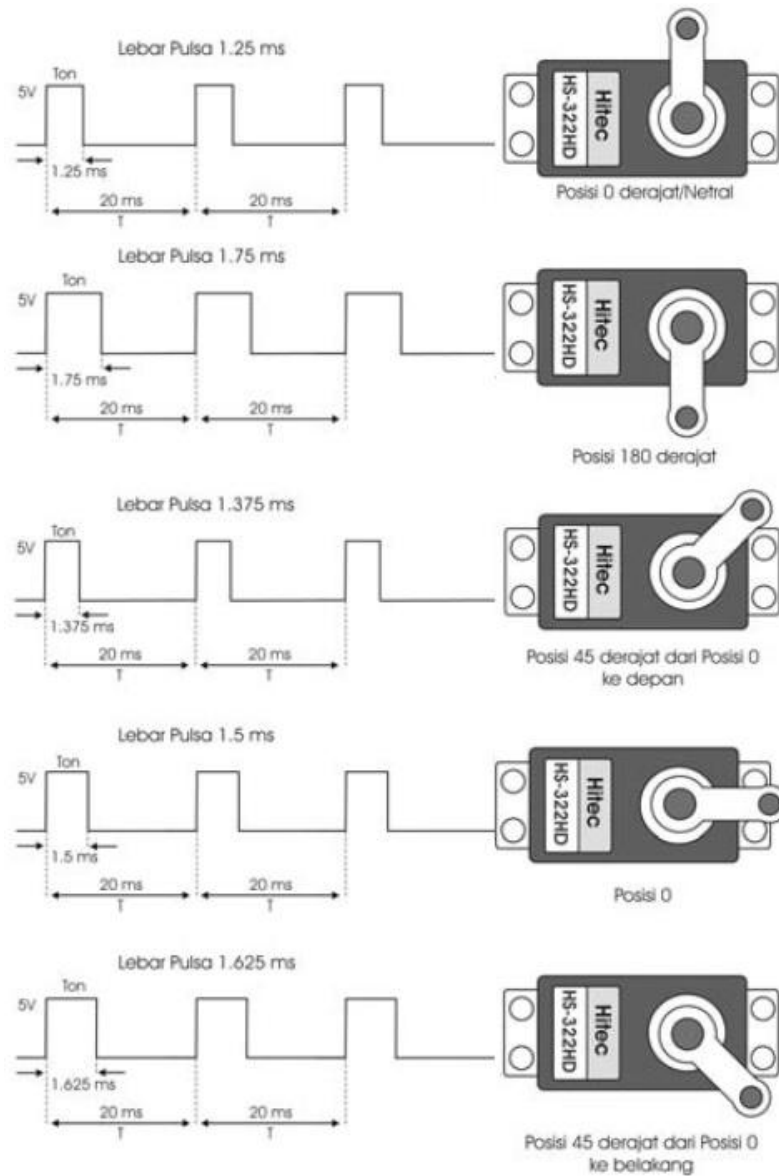 Lebar Pulsa 1.25 ms
Ton
5V
1.25 ms
20 ms
20 ms
T
T
Hitec
HS-322HD
Posisi 0 derajat/Netral
Lebar Pulsa 1.75 ms
Ton
5V
1.75 ms
20 ms
20 ms
T
T
Hitec
HS-322HD
Posisi 180 derajat
Lebar Pulsa 1.375 ms
Ton
5V
1.375 ms
20 ms
20 ms
T
T
Hitec
HS-322HD
Posisi 45 derajat dari Posisi 0
ke depan
Lebar Pulsa 1.5 ms
Ton
5V
1.5 ms
20 ms
20 ms
T
T
Hitec
HS-322HD
Posisi 0
Lebar Pulsa 1.625 ms
Ton
5V
1.625 ms
20 ms
20 ms
T
T
Hitec
HS-322HD
Posisi 45 derajat dari Posisi 0
ke belakang